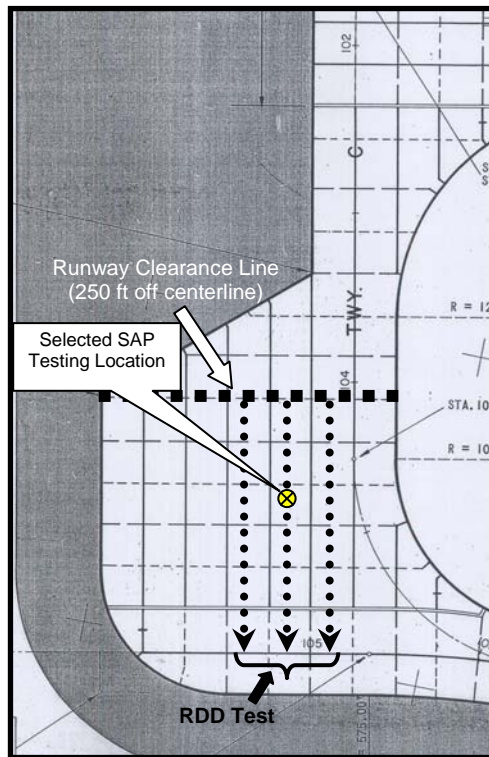 102
C
S
S
Runway Clearance Line
(250 ft off centerline)
TWY.
R = 12
Selected SAP
Testing Location
104
STA.10
R = 10
105
RDD Test
= 575.00'